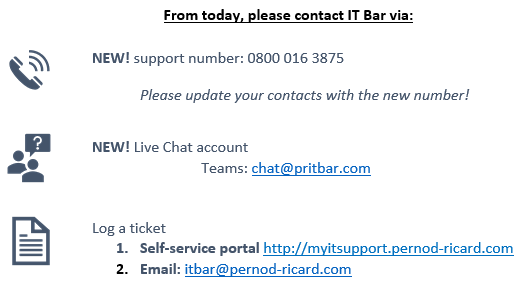 From today, please contact IT Bar via:
NEW! support number: 0800 016 3875
Please update your contacts with the new number!
?
NEW! Live Chat account
Teams: chat@pritbar.com
Log a ticket
1. Self-service portal http://myitsupport.pernod-ricard.com
2. Email: itbar@pernod-ricard.com